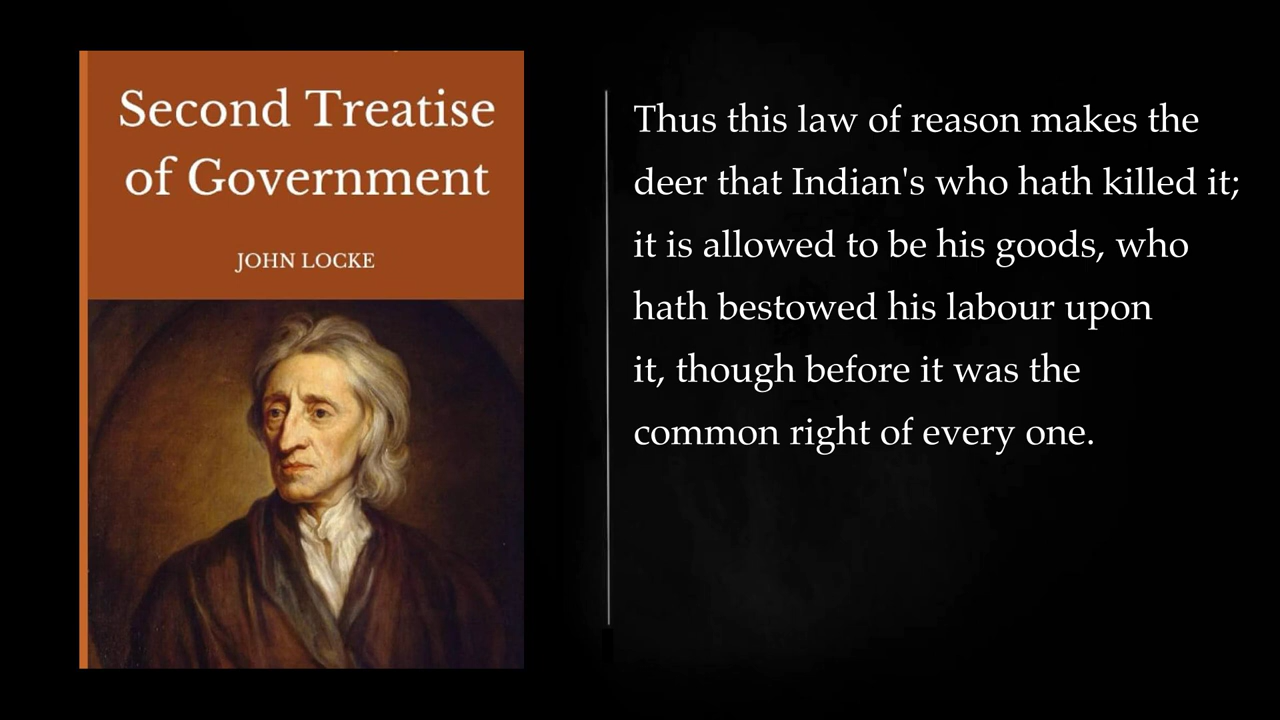 Second Treatise
of Government
JOHN LOCKE
Thus this law of reason makes the
deer that Indian's who hath killed it;
it is allowed to be his goods, who
hath bestowed his labour upon
it, though before it was the
common right of every one.